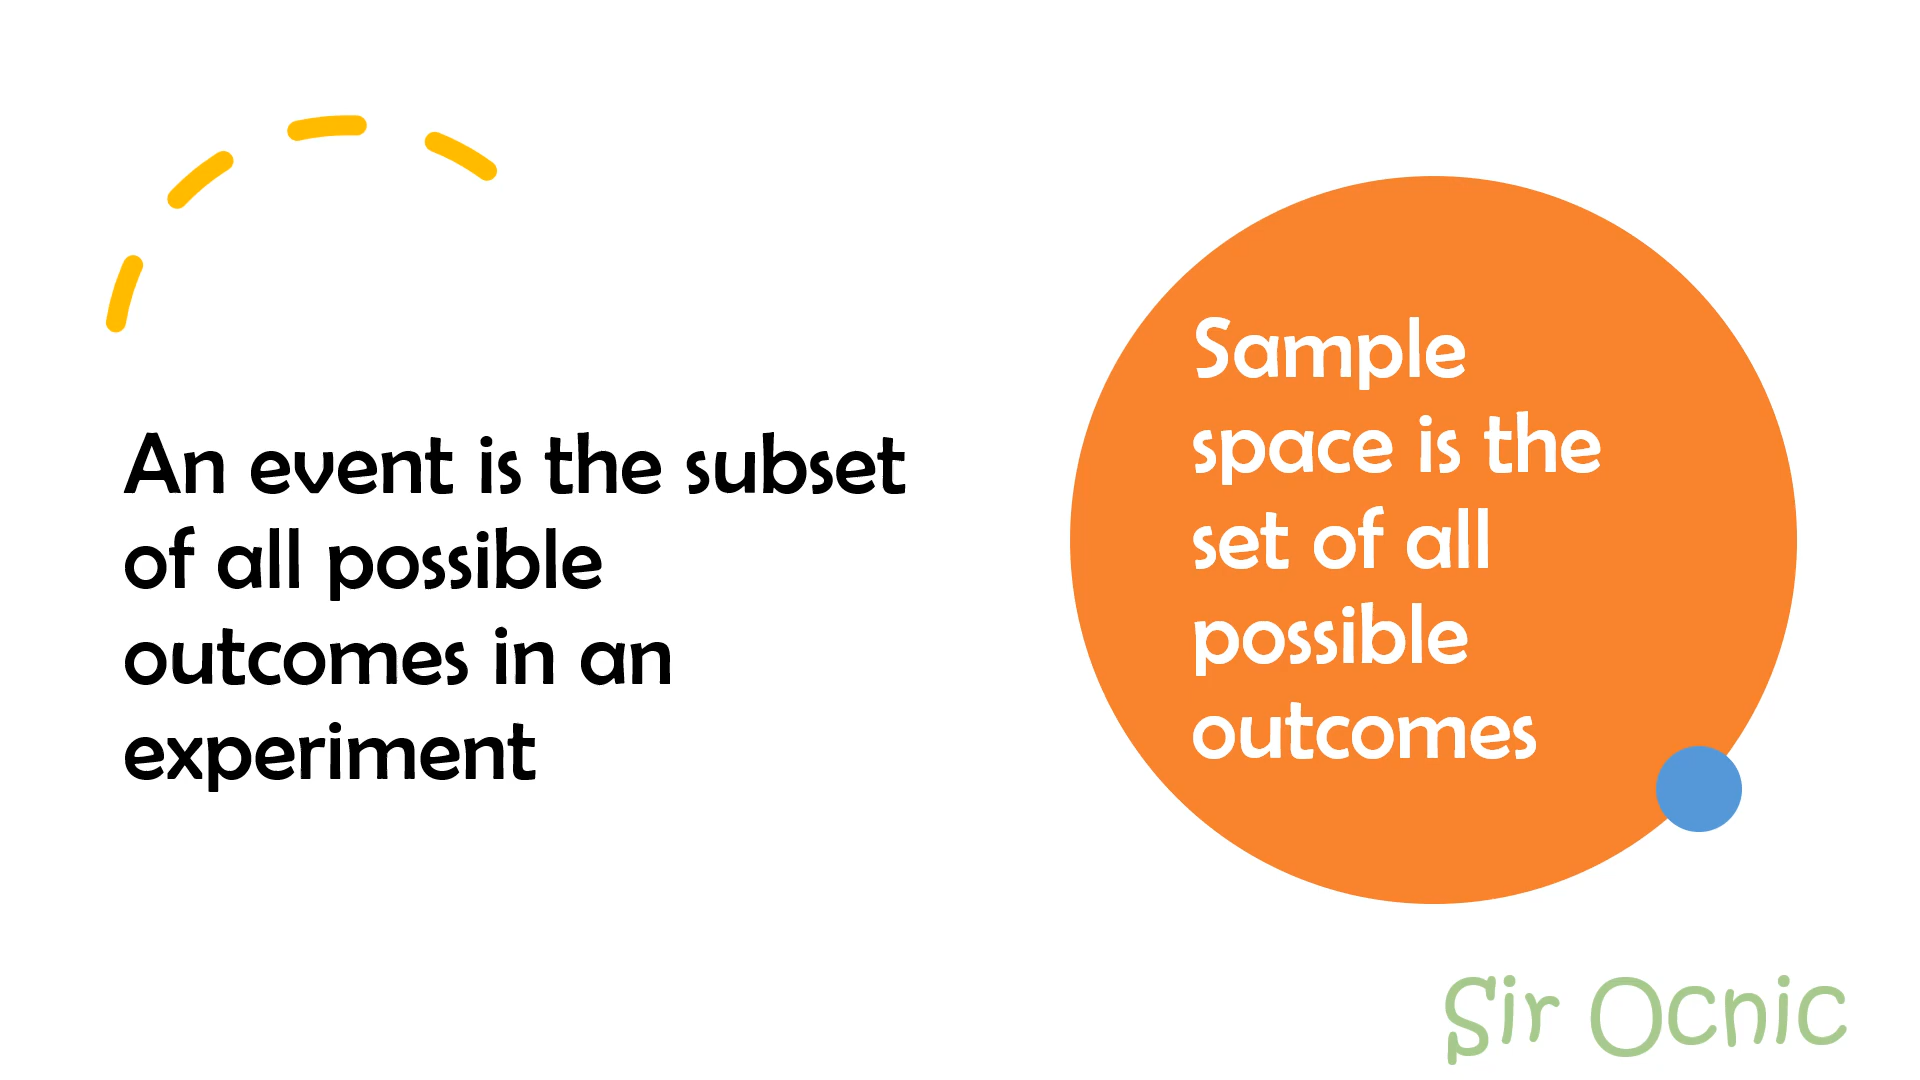 An event is the subset
of all possible
outcomes in an
experiment
Sample
space is the
set of all
possible
outcomes
Sir Ocnic